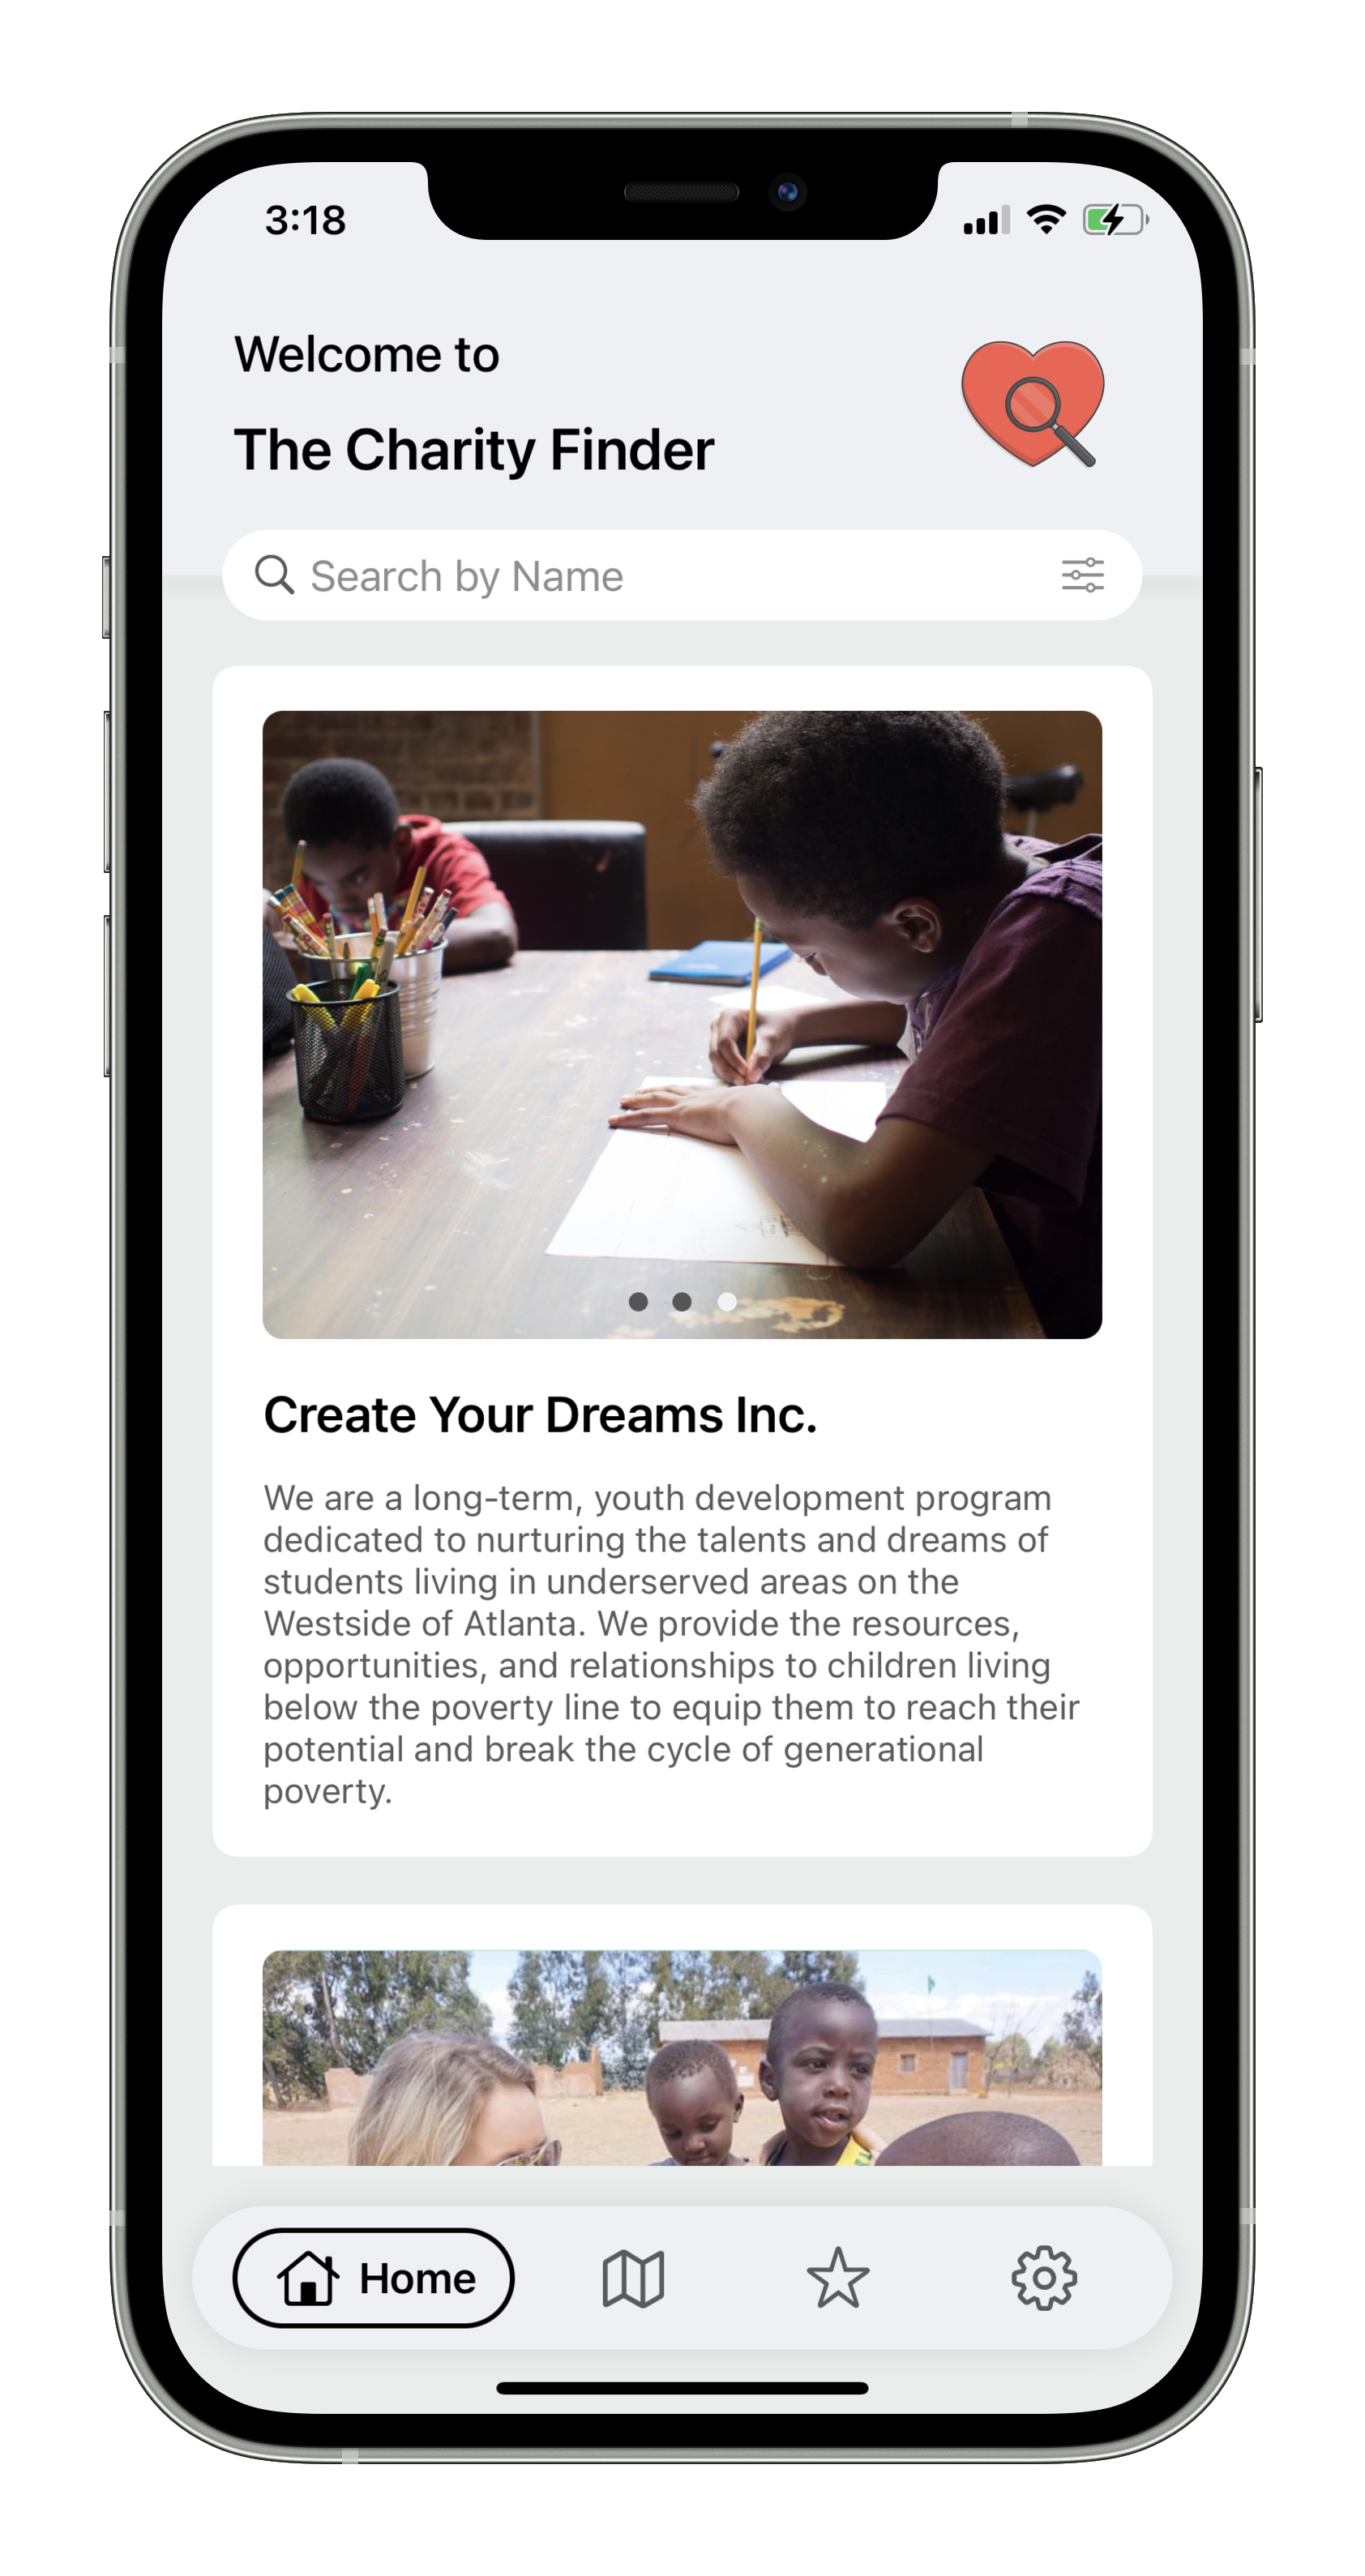 3:18
Welcome to
The Charity Finder
Search by Name
Create Your Dreams Inc.
We are a long-term, youth development program
dedicated to nurturing the talents and dreams of
students living in underserved areas on the
Westside of Atlanta. We provide the resources,
opportunities, and relationships to children living
below the poverty line to equip them to reach their
potential and break the cycle of generational
poverty.
Home